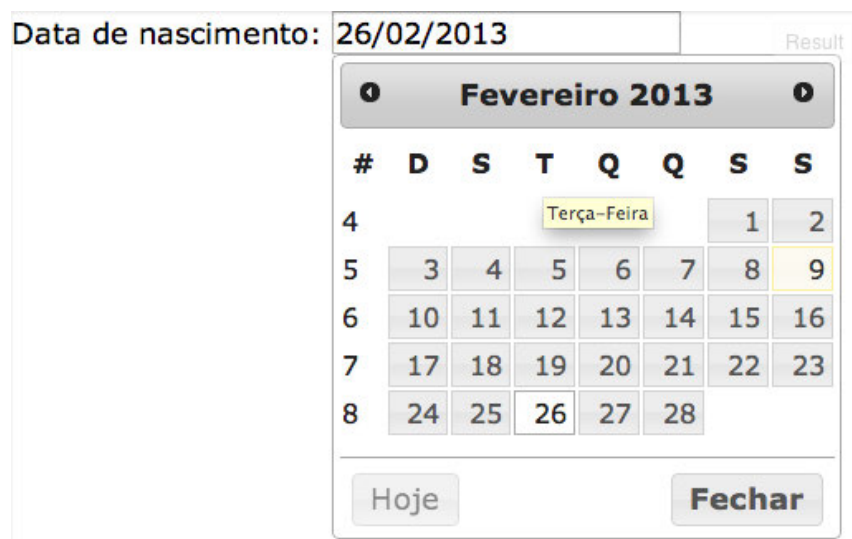 Data de nascimento: 26/02/2013
Result
Fevereiro 2013
# D S T Q Q S S
Terça-Feira
4 1 2
5 3 4 5 6 7 8 9
6 10 11 12 13 14 15 16
7 17 18 19 20 21 22 23
8 24 25 26 27 28
Hoje Fechar